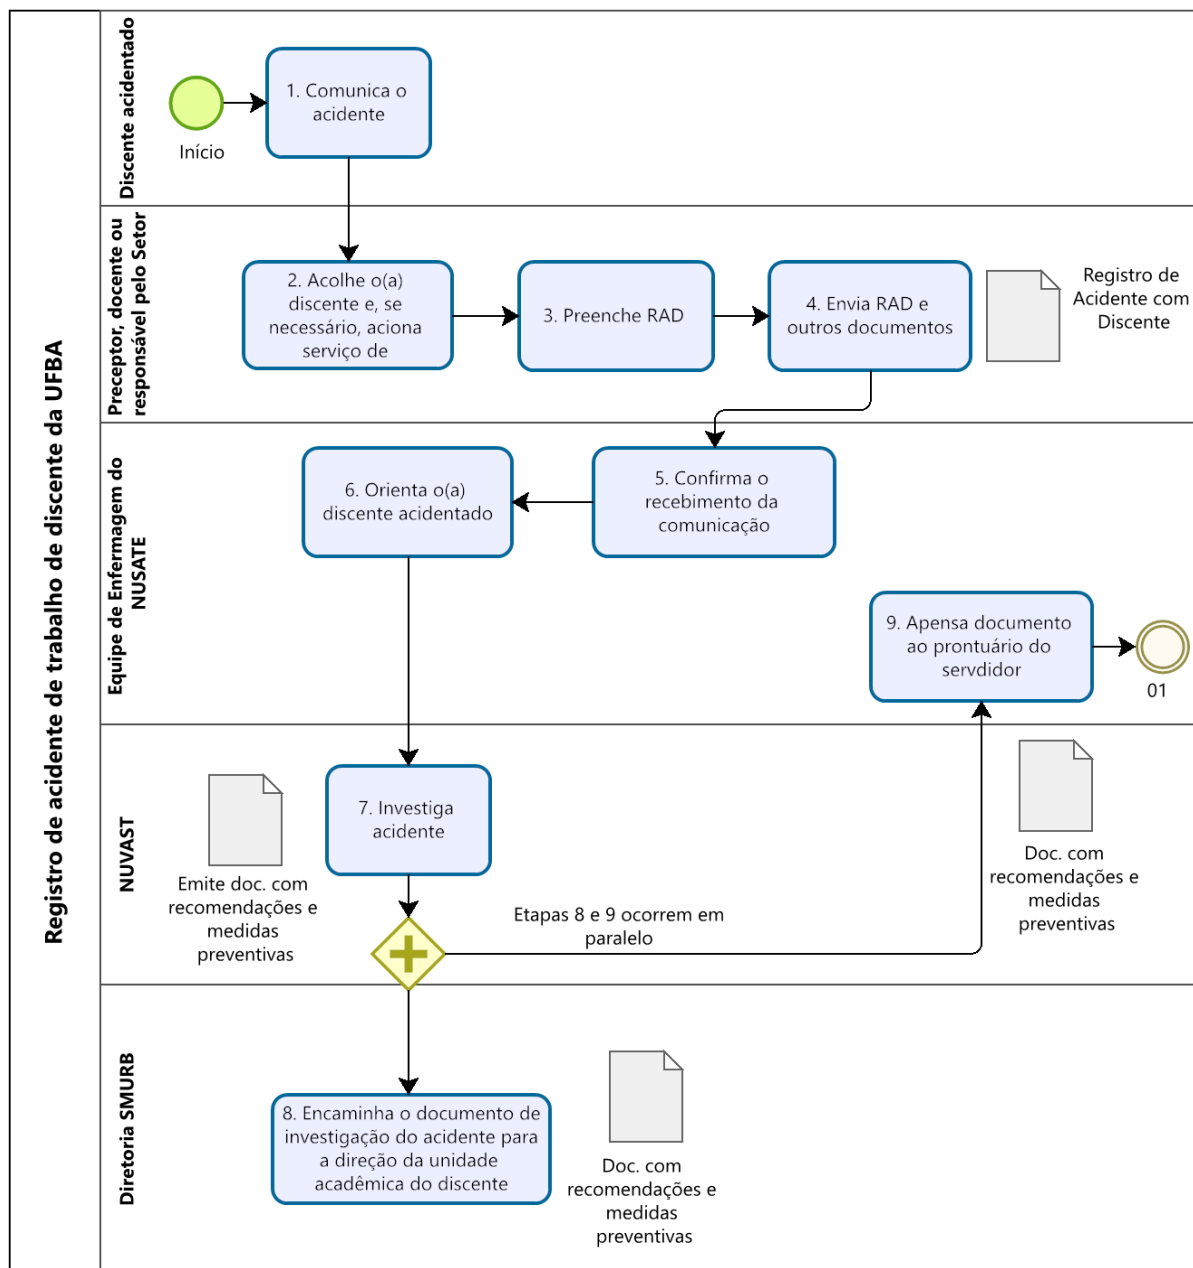 Registro de acidente de trabalho de discente da UFBA
Discente acidentado
Início
1. Comunica o
acidente
Preceptor, docente ou
responsável pelo Setor
2. Acolhe o(a)
discente e, se
necessário, aciona
serviço de
3. Preenche RAD
4. Envia RAD e
outros documentos
Registro de
Acidente com
Discente
Equipe de Enfermagem do
NUSATE
6. Orienta o(a)
discente acidentado
5. Confirma o
recebimento da
comunicação
9. Apensa documento
ao prontuário do
servdidor
01
NUVAST
Emite doc. com
recomendações e
medidas
preventivas
7. Investiga
acidente
Etapas 8 e 9 ocorrem em
paralelo
Doc. com
recomendações e
medidas
preventivas
Diretoria SMURB
8. Encaminha o documento de
investigação do acidente para
a direção da unidade
acadêmica do discente
Doc. com
recomendações e
medidas
preventivas